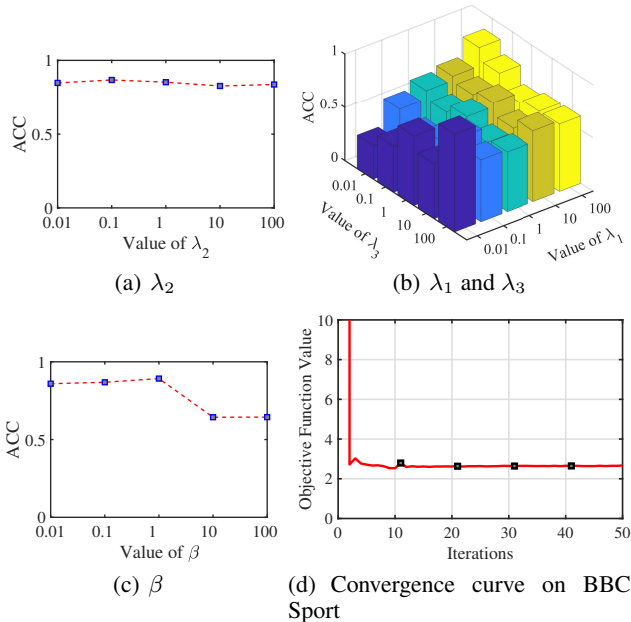 1
0.5
0
ACC
0.01 0.1 1 10 100
Value of λ2
(a) λ2
1
0.5
0
ACC
0.01
0.1
1
10
100
Value of λ3
0.01
0.1
1
10
100
Value of λ1
(b) λ1 and λ3
1
0.5
0
ACC
0.01 0.1 1 10 100
Value of β
(c) β
10
8
6
4
2
0
Objective Function Value
0 10 20 30 40 50
Iterations
(d) Convergence curve on BBC
Sport